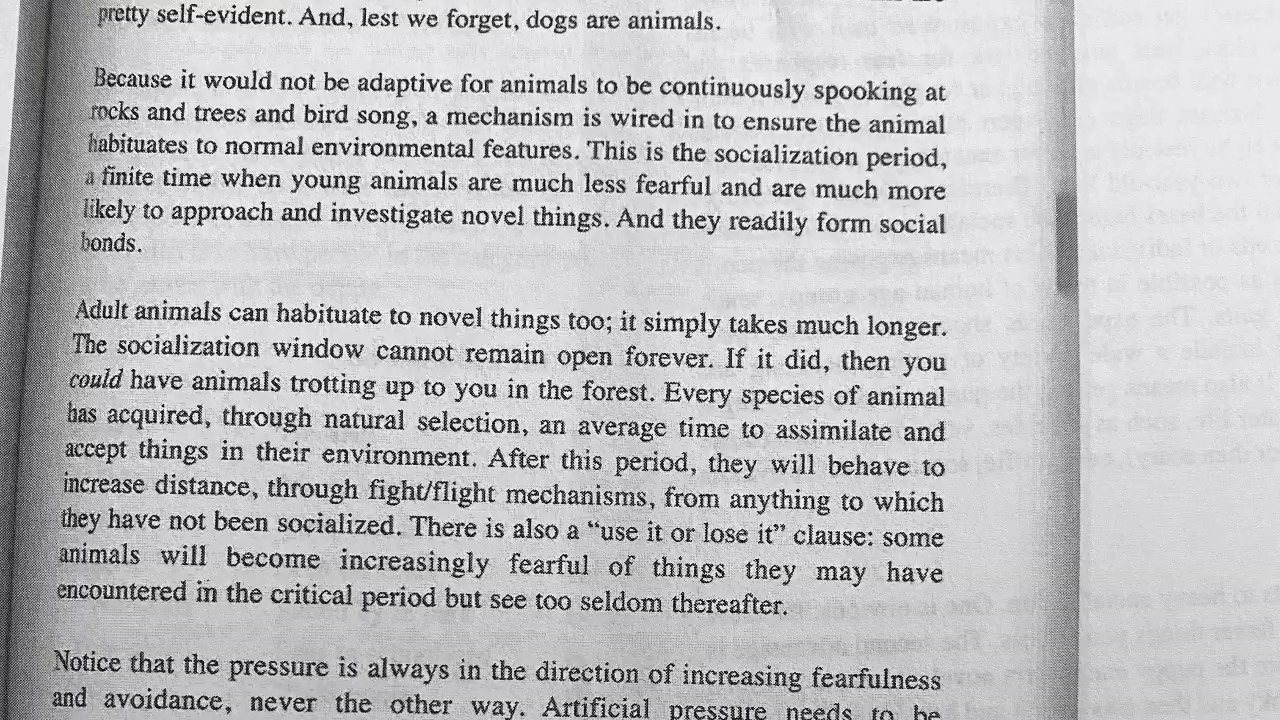 pretty self-evident. And, lest we forget, dogs are animals.
Because it would not be adaptive for animals to be continuously spooking at
rocks and trees and bird song, a mechanism is wired in to ensure the animal
habituates to normal environmental features. This is the socialization period,
a finite time when young animals are much less fearful and are much more
likely to approach and investigate novel things. And they readily form social
bonds.
Adult animals can habituate to novel things too; it simply takes much longer.
The socialization window cannot remain open forever. If it did, then you
could have animals trotting up to you in the forest. Every species of animal
has acquired, through natural selection, an average time to assimilate and
accept things in their environment. After this period, they will behave to
increase distance, through fight/flight mechanisms, from anything to which
they have not been socialized. There is also a “use it or lose it” clause: some
animals will become increasingly fearful of things they may have
encountered in the critical period but see too seldom thereafter.
Notice that the pressure is always in the direction of increasing fearfulness
and avoidance, never the other way. Artificial pressure needs to be